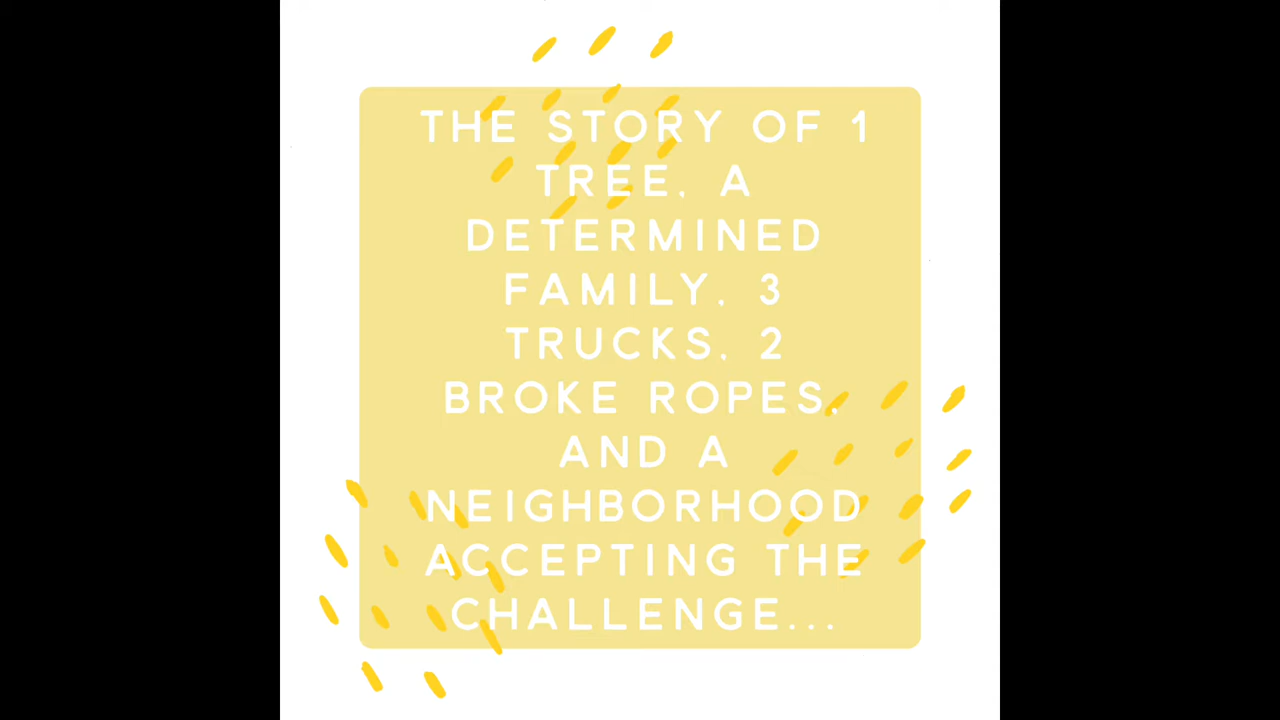 THE STORY OF 1
TREE, A
DETERMINED
FAMILY, 3
TRUCKS, 2
BROKE ROPES,
AND A
NEIGHBORHOOD
ACCEPTING THE
CHALLENGE...